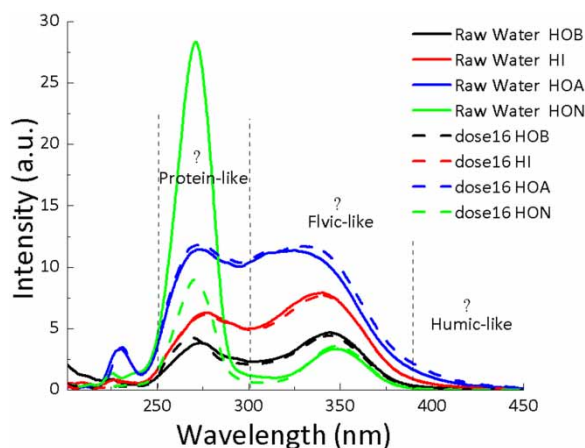 30
25
20
15
10
5
0
Intensity (a.u.)
250
300
350
400
450
Wavelength (nm)
?
Protein-like
?
Flvic-like
?
Humic-like
Raw Water HOB
Raw Water HI
Raw Water HOA
Raw Water HON
dose16 HOB
dose16 HI
dose16 HOA
dose16 HON